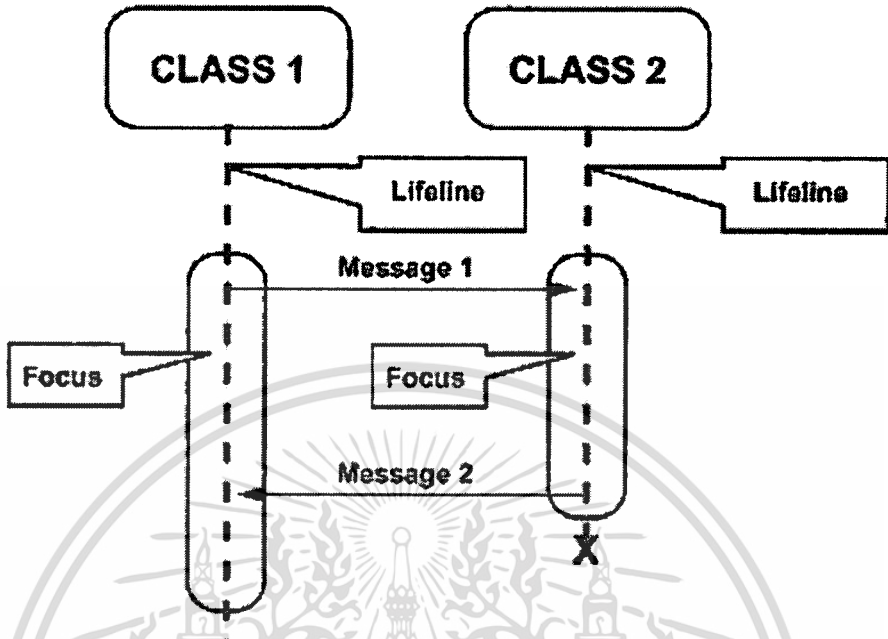 CLASS 1
CLASS 2
Lifeline
Lifeline
Message 1
Focus
Focus
Message 2
X